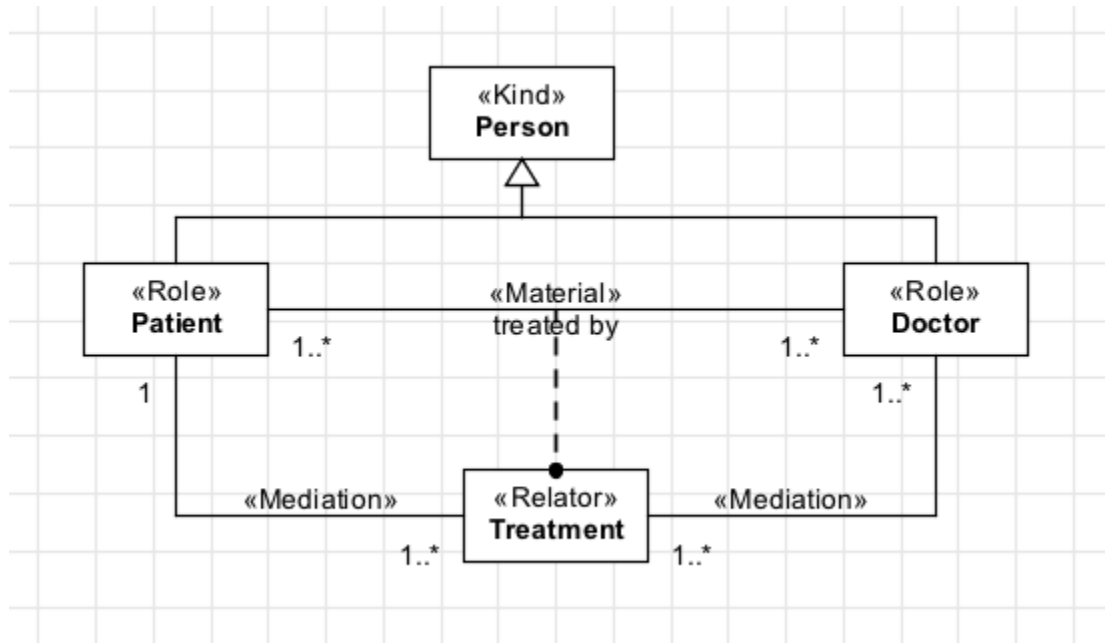 «Kind»
Person
«Role»
Patient
«Material»
treated by
«Role»
Doctor
1..*
1..*
1
1..*
«Mediation»
«Relator»
Treatment
«Mediation»
1..*
1..*